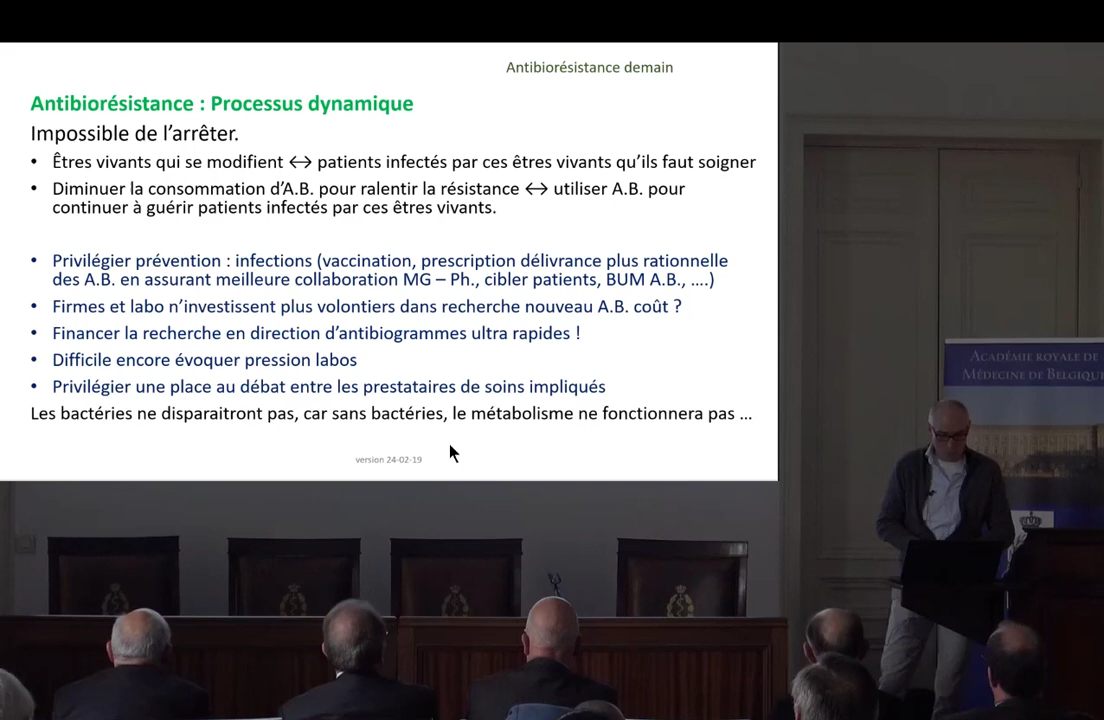 Antibiorésistance demain
Antibiorésistance : Processus dynamique
Impossible de l'arrêter.
• Êtres vivants qui se modifient ↔ patients infectés par ces êtres vivants qu'ils faut soigner
• Diminuer la consommation d'A.B. pour ralentir la résistance ↔ utiliser A.B. pour
continuer à guérir patients infectés par ces êtres vivants.
• Privilégier prévention : infections (vaccination, prescription délivrance plus rationnelle
des A.B. en assurant meilleure collaboration MG – Ph., cibler patients, BUM A.B., ....)
• Firmes et labo n'investissent plus volontiers dans recherche nouveau A.B. coût ?
• Financer la recherche en direction d'antibiogrammes ultra rapides !
• Difficile encore évoquer pression labos
• Privilégier une place au débat entre les prestataires de soins impliqués
Les bactéries ne disparaitront pas, car sans bactéries, le métabolisme ne fonctionnera pas ...
version 24-02-19
Académie royale de
Médecine de Belgique